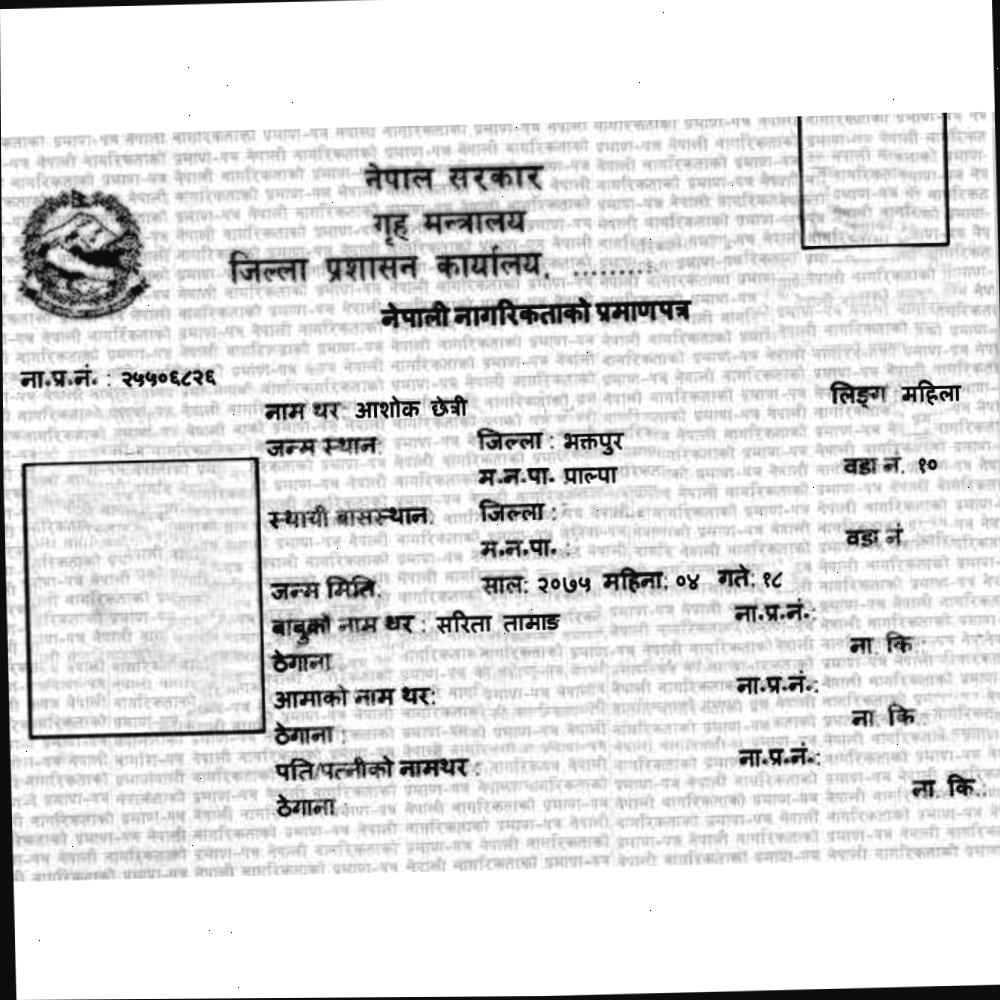 नेपाल सरकार
गृह मन्त्रालय
जिल्ला प्रशासन कार्यालय, .........
नेपाली नागरिकताको प्रमाणपत्र
ना.प्र.नं. : २५५०६८२६
नाम थर: आशोक छेत्री लिङ्ग महिला
जन्म स्थान: जिल्ला : भक्तपुर
म.न.पा. पाल्पा वडा नं. १०
स्थायी बासस्थान: जिल्ला :
म.न.पा. : वडा नं
जन्म मिति: साल: २०७५ महिना: ०४ गते: १८
बाबुको नाम थर : सरिता तामाङ ना.प्र.नं.:
ठेगाना ना. कि.:
आमाको नाम थर: ना.प्र.नं.:
ठेगाना : ना. कि.
पति/पत्नीको नामथर : ना.प्र.नं.:
ठेगाना : ना. कि.: